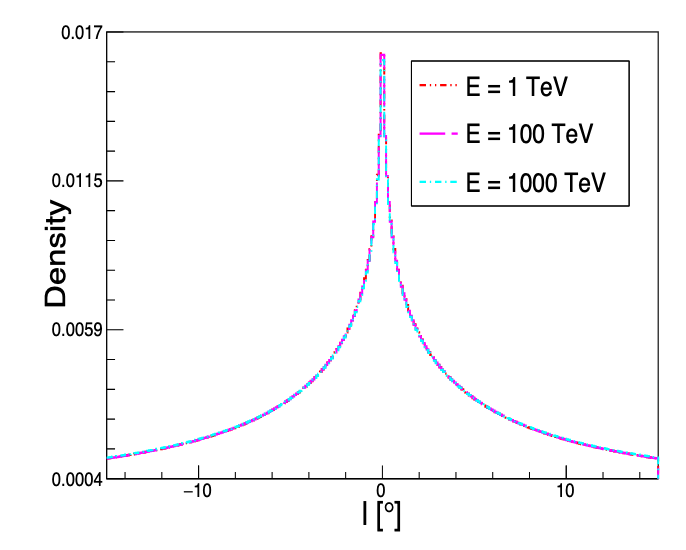 0.017
E = 1 TeV
E = 100 TeV
0.0115
E = 1000 TeV
Density
0.0059
0.0004
−10
0
10
l [°]